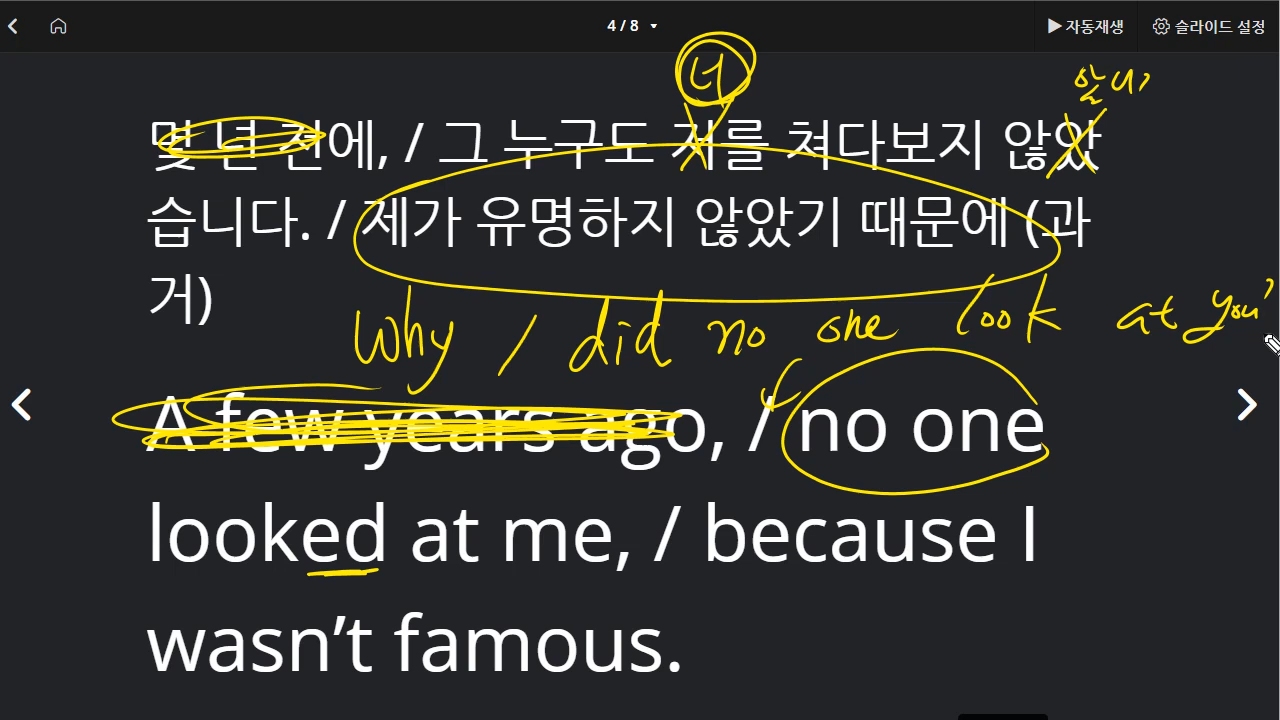 4 / 8
자동재생
슬라이드 설정
너
몇 년 전에, / 그 누구도 저를 쳐다보지 않았
습니다. / 제가 유명하지 않았기 때문에 (과
거)
Why / did no one look at you?
A few years ago, / no one
looked at me, / because I
wasn’t famous.